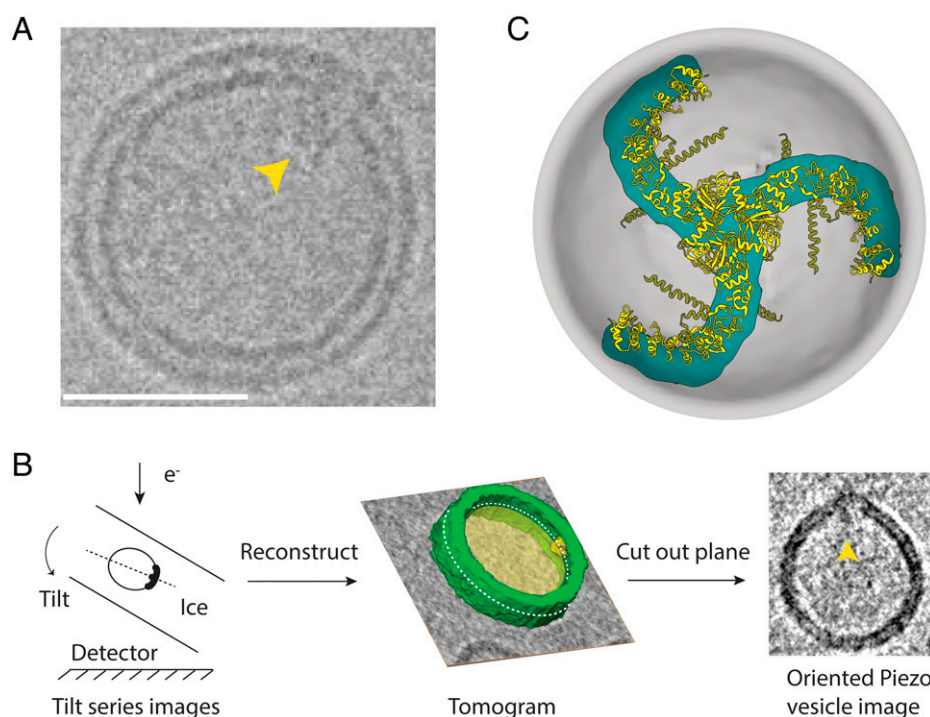 A
C
B
e-
Reconstruct
Cut out plane
Tilt
Ice
Detector
Tilt series images
Tomogram
Oriented Piezo
vesicle image